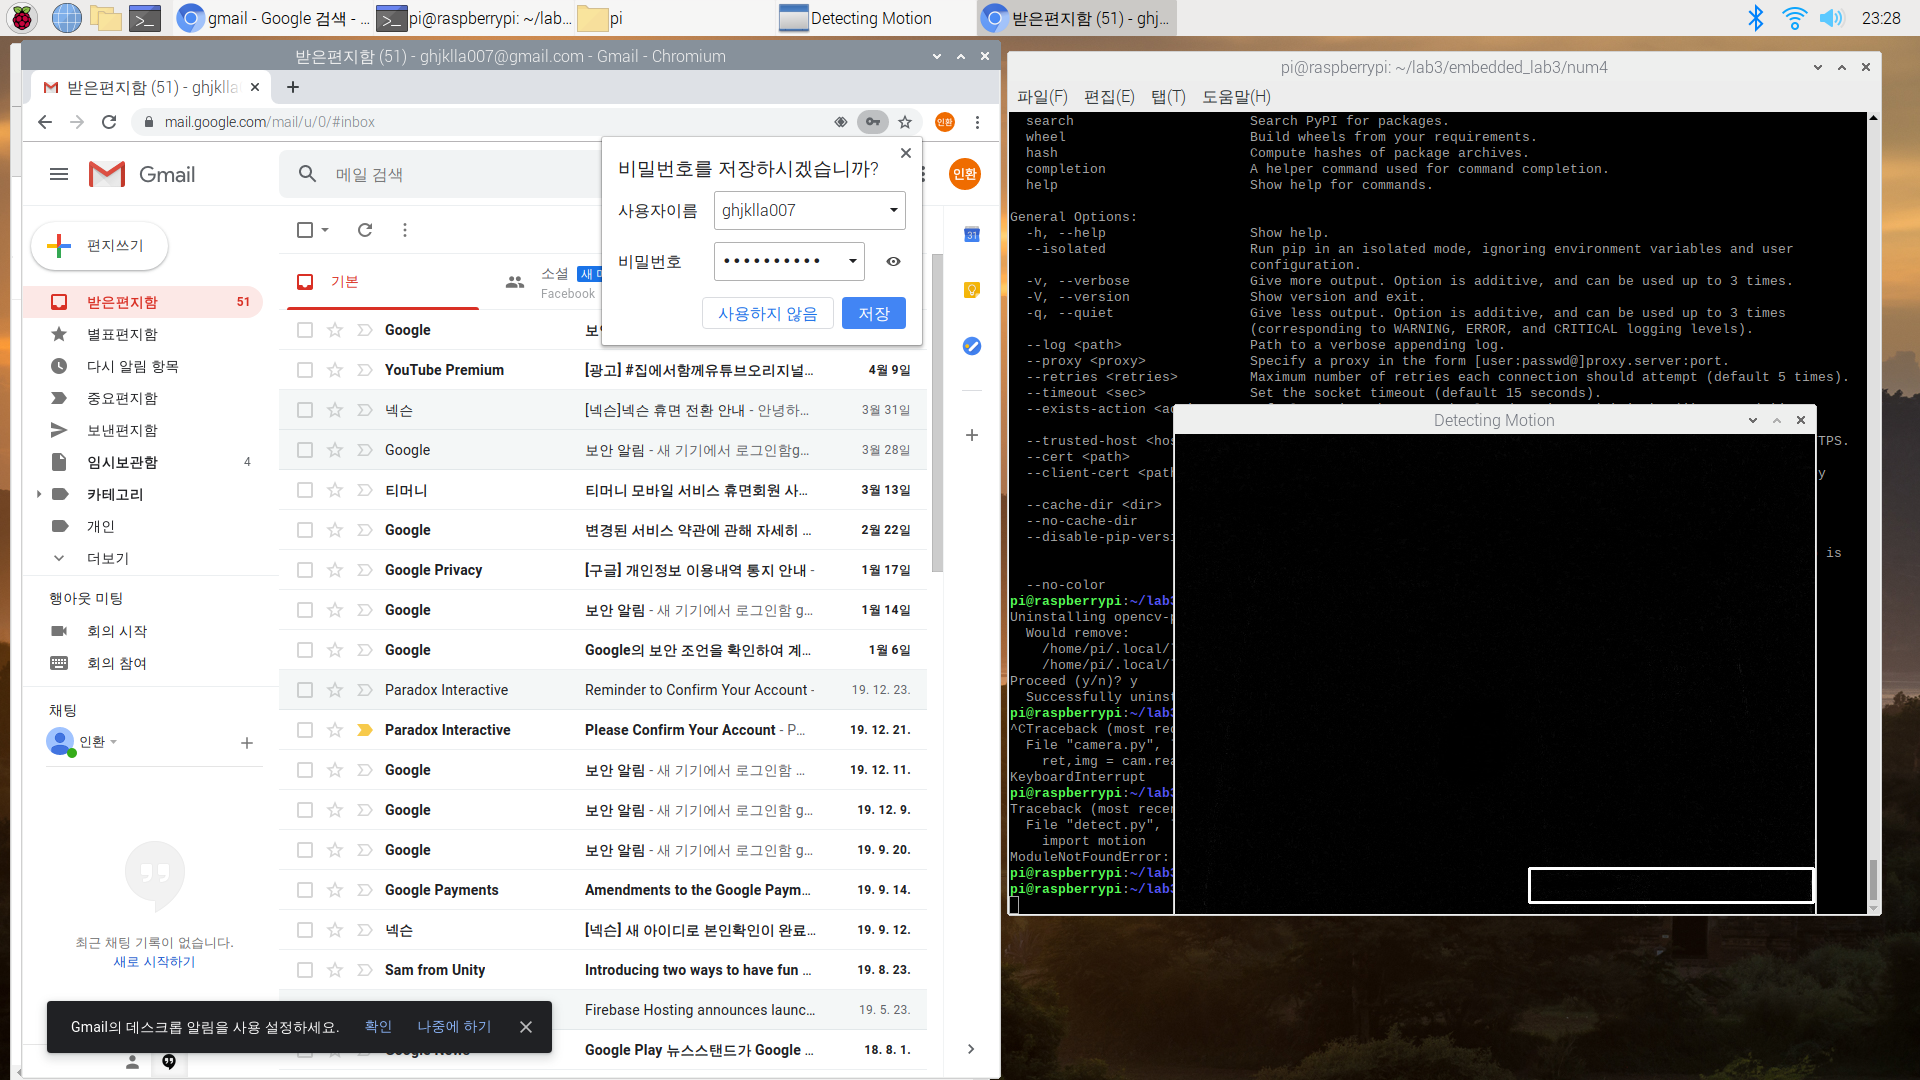 gmail - Google 검색 - ...
pi@raspberrypi: ~/lab...
pi
Detecting Motion
받은편지함 (51) - ghj...
23:28
받은편지함 (51) - ghjklla007@gmail.com - Gmail - Chromium
받은편지함 (51) - ghjklla
mail.google.com/mail/u/0/#inbox
인환
Gmail
메일 검색
인환
비밀번호를 저장하시겠습니까?
사용자이름
ghjklla007
비밀번호
••••••••••
사용하지 않음
저장
편지쓰기
받은편지함 51
별표편지함
다시 알림 항목
중요편지함
보낸편지함
임시보관함 4
카테고리
개인
더보기
행아웃 미팅
회의 시작
회의 참여
채팅
인환
최근 채팅 기록이 없습니다.
새로 시작하기
기본
소셜
Facebook
31
Google
YouTube Premium [광고] #집에서함께유튜브오리지널... 4월 9일
넥슨 [넥슨]넥슨 휴면 전환 안내 - 안녕하... 3월 31일
Google 보안 알림 - 새 기기에서 로그인함g... 3월 28일
티머니 티머니 모바일 서비스 휴면회원 사... 3월 13일
Google 변경된 서비스 약관에 관해 자세히 ... 2월 22일
Google Privacy [구글] 개인정보 이용내역 통지 안내 - 1월 17일
Google 보안 알림 - 새 기기에서 로그인함 g... 1월 14일
Google Google의 보안 조언을 확인하여 계... 1월 6일
Paradox Interactive Reminder to Confirm Your Account - 19. 12. 23.
Paradox Interactive Please Confirm Your Account - P... 19. 12. 21.
Google 보안 알림 - 새 기기에서 로그인함 ... 19. 12. 11.
Google 보안 알림 - 새 기기에서 로그인함 g... 19. 12. 9.
Google 보안 알림 - 새 기기에서 로그인함 g... 19. 9. 20.
Google Payments Amendments to the Google Paym... 19. 9. 14.
넥슨 [넥슨] 새 아이디로 본인확인이 완료... 19. 9. 12.
Sam from Unity Introducing two ways to have fun ... 19. 8. 23.
Firebase Hosting announces launc... 19. 5. 23.
Google Play 뉴스스탠드가 Google ... 18. 8. 1.
Gmail의 데스크톱 알림을 사용 설정하세요. 확인 나중에 하기
pi@raspberrypi: ~/lab3/embedded_lab3/num4
파일(F) 편집(E) 탭(T) 도움말(H)
search Search PyPI for packages.
wheel Build wheels from your requirements.
hash Compute hashes of package archives.
completion A helper command used for command completion.
help Show help for commands.
General Options:
-h, --help Show help.
--isolated Run pip in an isolated mode, ignoring environment variables and user
configuration.
-v, --verbose Give more output. Option is additive, and can be used up to 3 times.
-V, --version Show version and exit.
-q, --quiet Give less output. Option is additive, and can be used up to 3 times
(corresponding to WARNING, ERROR, and CRITICAL logging levels).
--log <path> Path to a verbose appending log.
--proxy <proxy> Specify a proxy in the form [user:passwd@]proxy.server:port.
--retries <retries> Maximum number of retries each connection should attempt (default 5 times).
--timeout <sec> Set the socket timeout (default 15 seconds).
--exists-action
--trusted-host <hos TPS.
--cert <path>
--client-cert <path y
--cache-dir <dir>
--no-cache-dir
--disable-pip-versi
is
--no-color
pi@raspberrypi:~/lab3
Uninstalling opencv-p
Would remove:
/home/pi/.local/
/home/pi/.local/
Proceed (y/n)? y
Successfully uninst
pi@raspberrypi:~/lab3
^CTraceback (most rec
File "camera.py",
ret,img = cam.rea
KeyboardInterrupt
pi@raspberrypi:~/lab3
Traceback (most recen
File "detect.py",
import motion
ModuleNotFoundError:
pi@raspberrypi:~/lab3
pi@raspberrypi:~/lab3
Detecting Motion